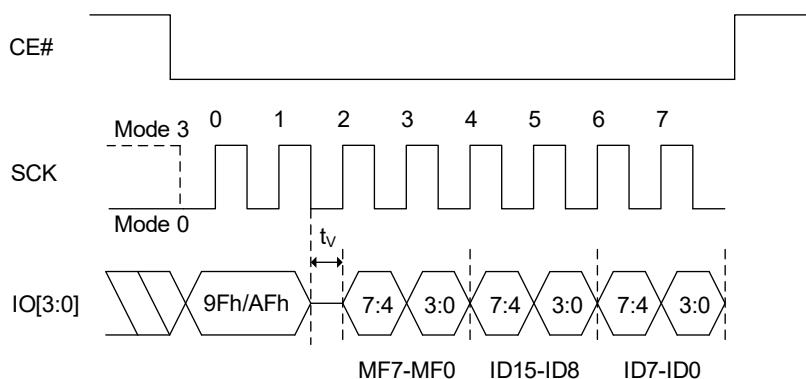 CE#
Mode 3
0 1 2 3 4 5 6 7
SCK
Mode 0
tV
IO[3:0]
9Fh/AFh
7:4 3:0 7:4 3:0 7:4 3:0
MF7-MF0 ID15-ID8 ID7-ID0